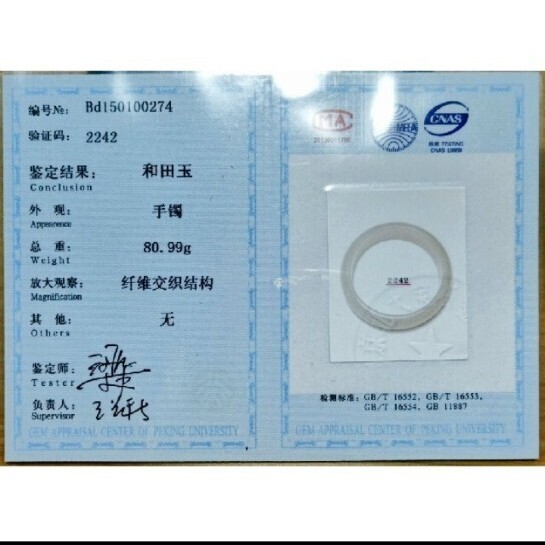 编号№: Bd150100274
验证码: 2242
鉴定结果: 和田玉
Conclusion
外 观: 手镯
Appearence
总 重: 80.99g
Weight
放大观察: 纤维交织结构
Magnification
其 他: 无
Others
鉴定师:
Tester
负责人:
Supervisor
GEM APPRAISAL CENTER OF PEKING UNIVERSITY
MA
CNAS
TESTING
2242
检测标准: GB/T 16552, GB/T 16553,
GB/T 16554, GB 11887
GEM APPRAISAL CENTER OF PEKING UNIVERSITY